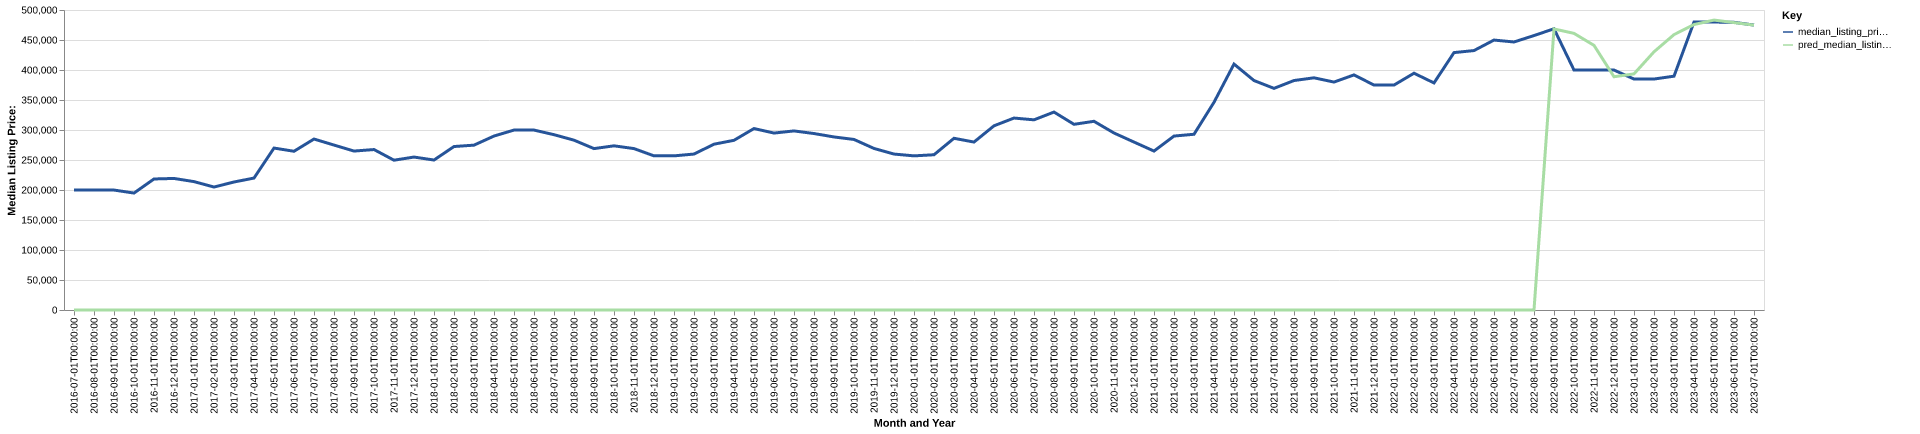 500,000
450,000
400,000
350,000
300,000
250,000
200,000
150,000
100,000
50,000
0
Median Listing Price:
2016-07-01T00:00:00
2016-08-01T00:00:00
2016-09-01T00:00:00
2016-10-01T00:00:00
2016-11-01T00:00:00
2016-12-01T00:00:00
2017-01-01T00:00:00
2017-02-01T00:00:00
2017-03-01T00:00:00
2017-04-01T00:00:00
2017-05-01T00:00:00
2017-06-01T00:00:00
2017-07-01T00:00:00
2017-08-01T00:00:00
2017-09-01T00:00:00
2017-10-01T00:00:00
2017-11-01T00:00:00
2017-12-01T00:00:00
2018-01-01T00:00:00
2018-02-01T00:00:00
2018-03-01T00:00:00
2018-04-01T00:00:00
2018-05-01T00:00:00
2018-06-01T00:00:00
2018-07-01T00:00:00
2018-08-01T00:00:00
2018-09-01T00:00:00
2018-10-01T00:00:00
2018-11-01T00:00:00
2018-12-01T00:00:00
2019-01-01T00:00:00
2019-02-01T00:00:00
2019-03-01T00:00:00
2019-04-01T00:00:00
2019-05-01T00:00:00
2019-06-01T00:00:00
2019-07-01T00:00:00
2019-08-01T00:00:00
2019-09-01T00:00:00
2019-10-01T00:00:00
2019-11-01T00:00:00
2019-12-01T00:00:00
2020-01-01T00:00:00
2020-02-01T00:00:00
2020-03-01T00:00:00
2020-04-01T00:00:00
2020-05-01T00:00:00
2020-06-01T00:00:00
2020-07-01T00:00:00
2020-08-01T00:00:00
2020-09-01T00:00:00
2020-10-01T00:00:00
2020-11-01T00:00:00
2020-12-01T00:00:00
2021-01-01T00:00:00
2021-02-01T00:00:00
2021-03-01T00:00:00
2021-04-01T00:00:00
2021-05-01T00:00:00
2021-06-01T00:00:00
2021-07-01T00:00:00
2021-08-01T00:00:00
2021-09-01T00:00:00
2021-10-01T00:00:00
2021-11-01T00:00:00
2021-12-01T00:00:00
2022-01-01T00:00:00
2022-02-01T00:00:00
2022-03-01T00:00:00
2022-04-01T00:00:00
2022-05-01T00:00:00
2022-06-01T00:00:00
2022-07-01T00:00:00
2022-08-01T00:00:00
2022-09-01T00:00:00
2022-10-01T00:00:00
2022-11-01T00:00:00
2022-12-01T00:00:00
2023-01-01T00:00:00
2023-02-01T00:00:00
2023-03-01T00:00:00
2023-04-01T00:00:00
2023-05-01T00:00:00
2023-06-01T00:00:00
2023-07-01T00:00:00
Month and Year
Key
median_listing_pri…
pred_median_listin…